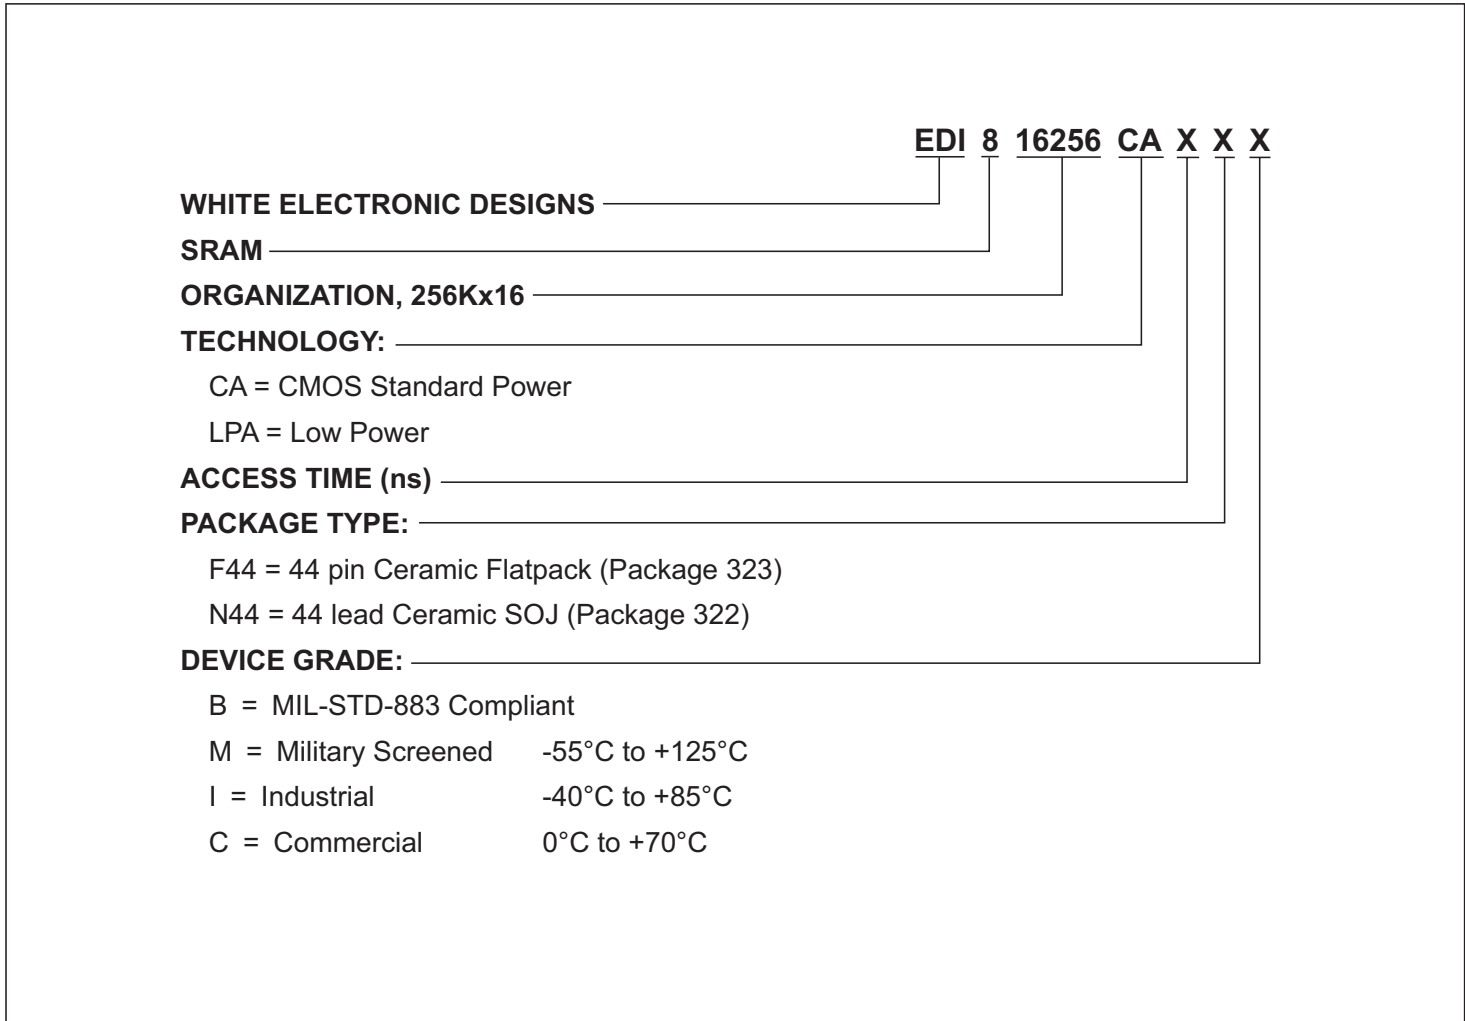 EDI 8 16256 CA X X X
WHITE ELECTRONIC DESIGNS
SRAM
ORGANIZATION, 256Kx16
TECHNOLOGY:
CA = CMOS Standard Power
LPA = Low Power
ACCESS TIME (ns)
PACKAGE TYPE:
F44 = 44 pin Ceramic Flatpack (Package 323)
N44 = 44 lead Ceramic SOJ (Package 322)
DEVICE GRADE:
B = MIL-STD-883 Compliant
M = Military Screened -55°C to +125°C
I = Industrial -40°C to +85°C
C = Commercial 0°C to +70°C